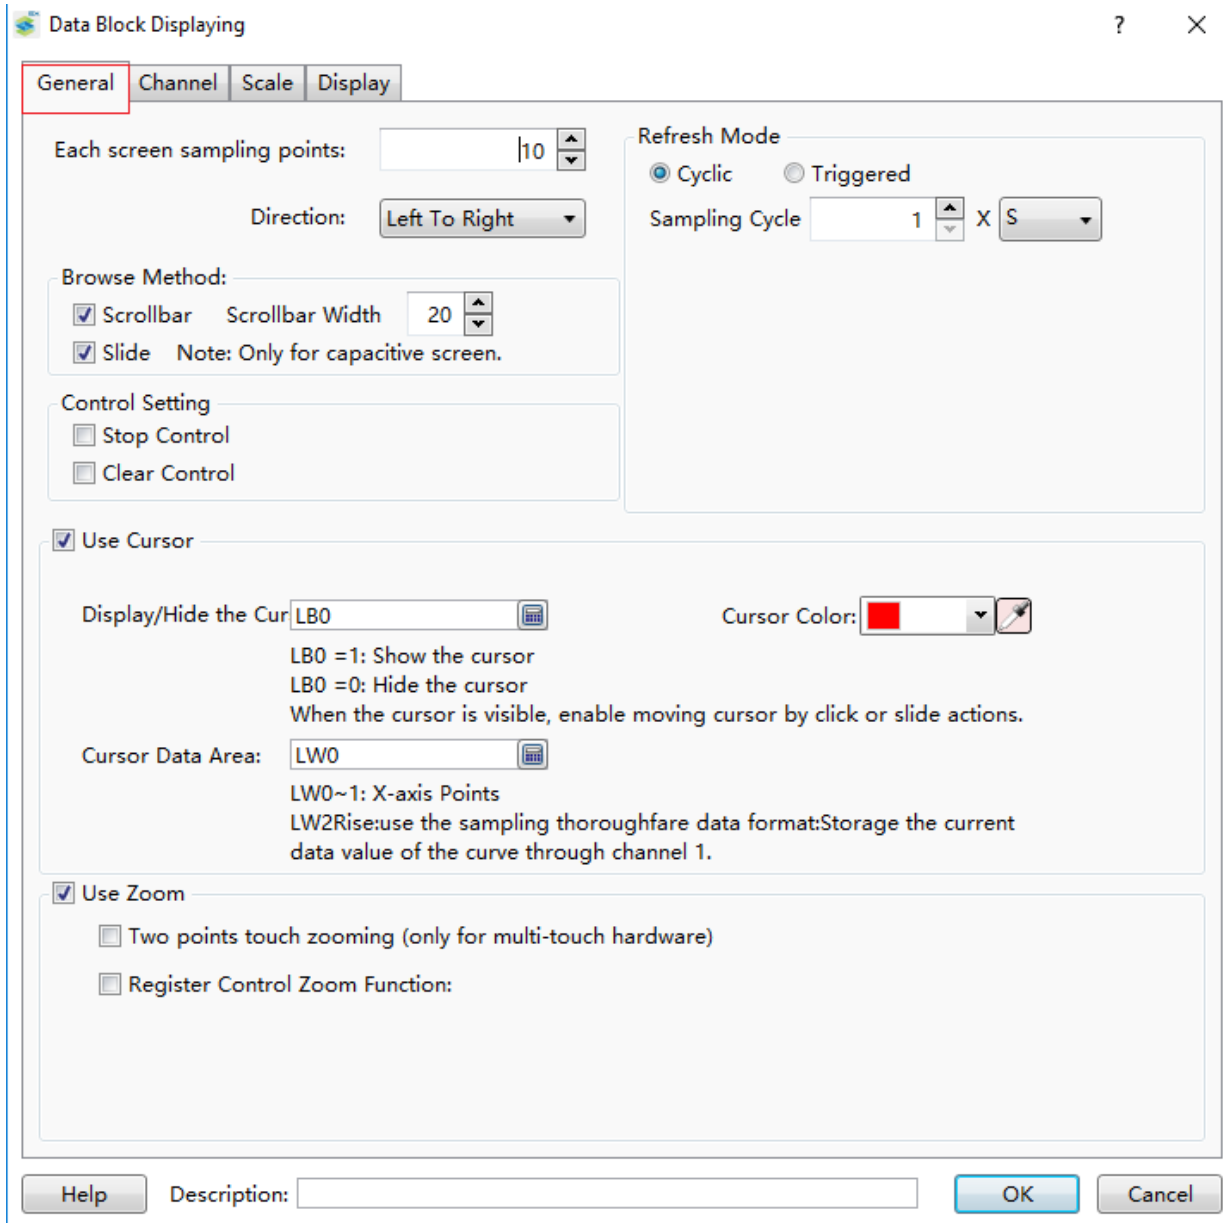 Data Block Displaying
General Channel Scale Display
Each screen sampling points: 10
Direction: Left To Right
Browse Method:
Scrollbar Scrollbar Width 20
Slide Note: Only for capacitive screen.
Control Setting
Stop Control
Clear Control
Refresh Mode
Cyclic Triggered
Sampling Cycle 1 X S
Use Cursor
Display/Hide the Cur LB0 Cursor Color:
LB0 =1: Show the cursor
LB0 =0: Hide the cursor
When the cursor is visible, enable moving cursor by click or slide actions.
Cursor Data Area: LW0
LW0~1: X-axis Points
LW2Rise:use the sampling thoroughfare data format:Storage the current
data value of the curve through channel 1.
Use Zoom
Two points touch zooming (only for multi-touch hardware)
Register Control Zoom Function:
Help Description: OK Cancel